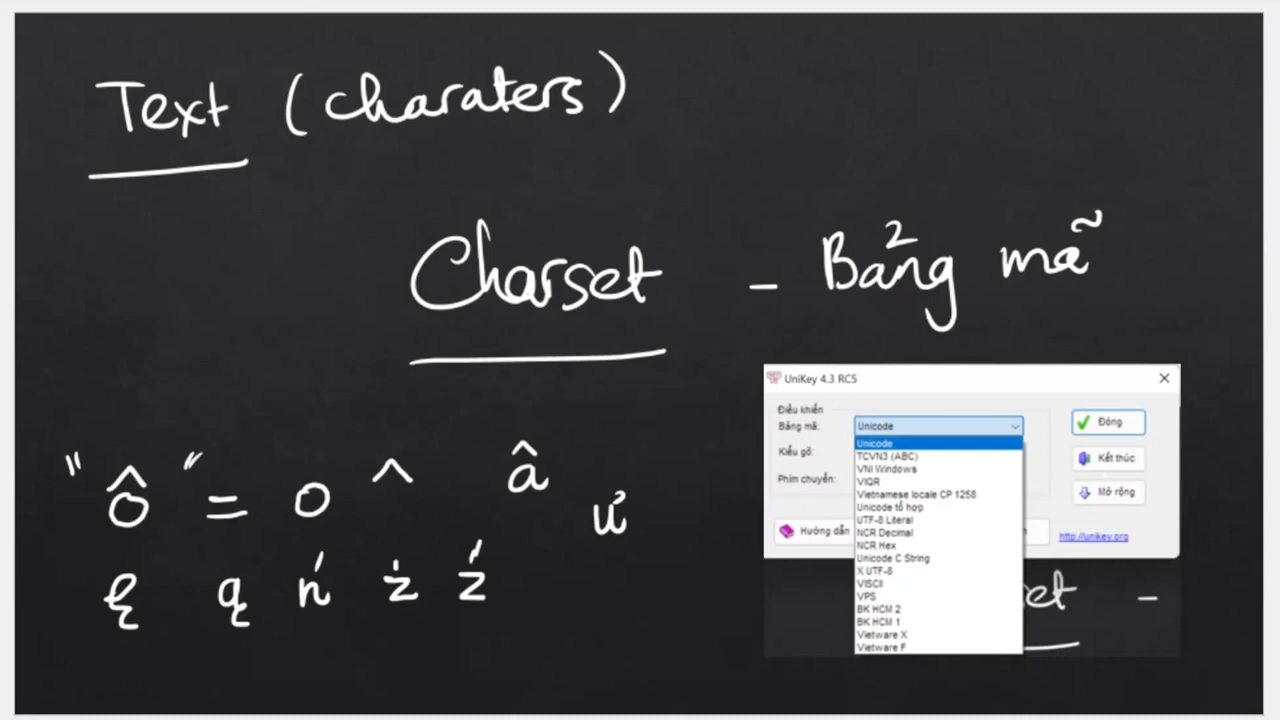 Text (charaters)
Charset - Bảng mã
"ô" = o ^ â ư
ę q ń ż ź
UniKey 4.3 RC5
Điều khiển
Bảng mã: Unicode
Kiểu gõ:
Phím chuyển:
Unicode
TCVN3 (ABC)
VNI Windows
VIQR
Vietnamese locale CP 1258
Unicode tổ hợp
UTF-8 Literal
NCR Decimal
NCR Hex
Unicode C String
X UTF-8
VISCII
VPS
BK HCM 2
BK HCM 1
Vietware X
Vietware F
Đóng
Kết thúc
Mở rộng
Hướng dẫn
http://unikey.org
set -